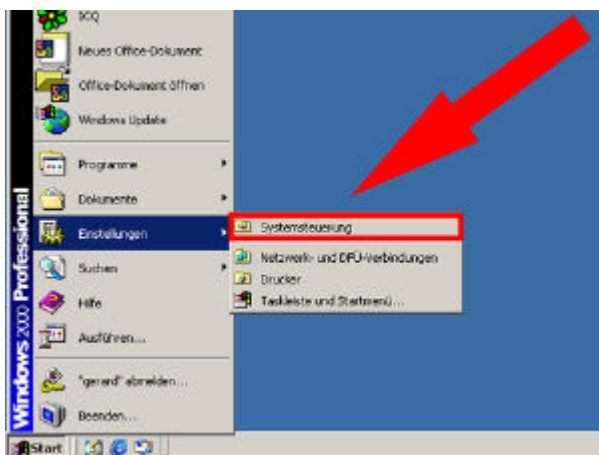 ICQ
Neues Office-Dokument
Office-Dokument öffnen
Windows Update
Programme
Dokumente
Einstellungen
Suchen
Hilfe
Ausführen...
"gerard" abmelden...
Beenden...
Systemsteuerung
Netzwerk- und DFÜ-Verbindungen
Drucker
Taskleiste und Startmenü...
Windows 2000 Professional
Start